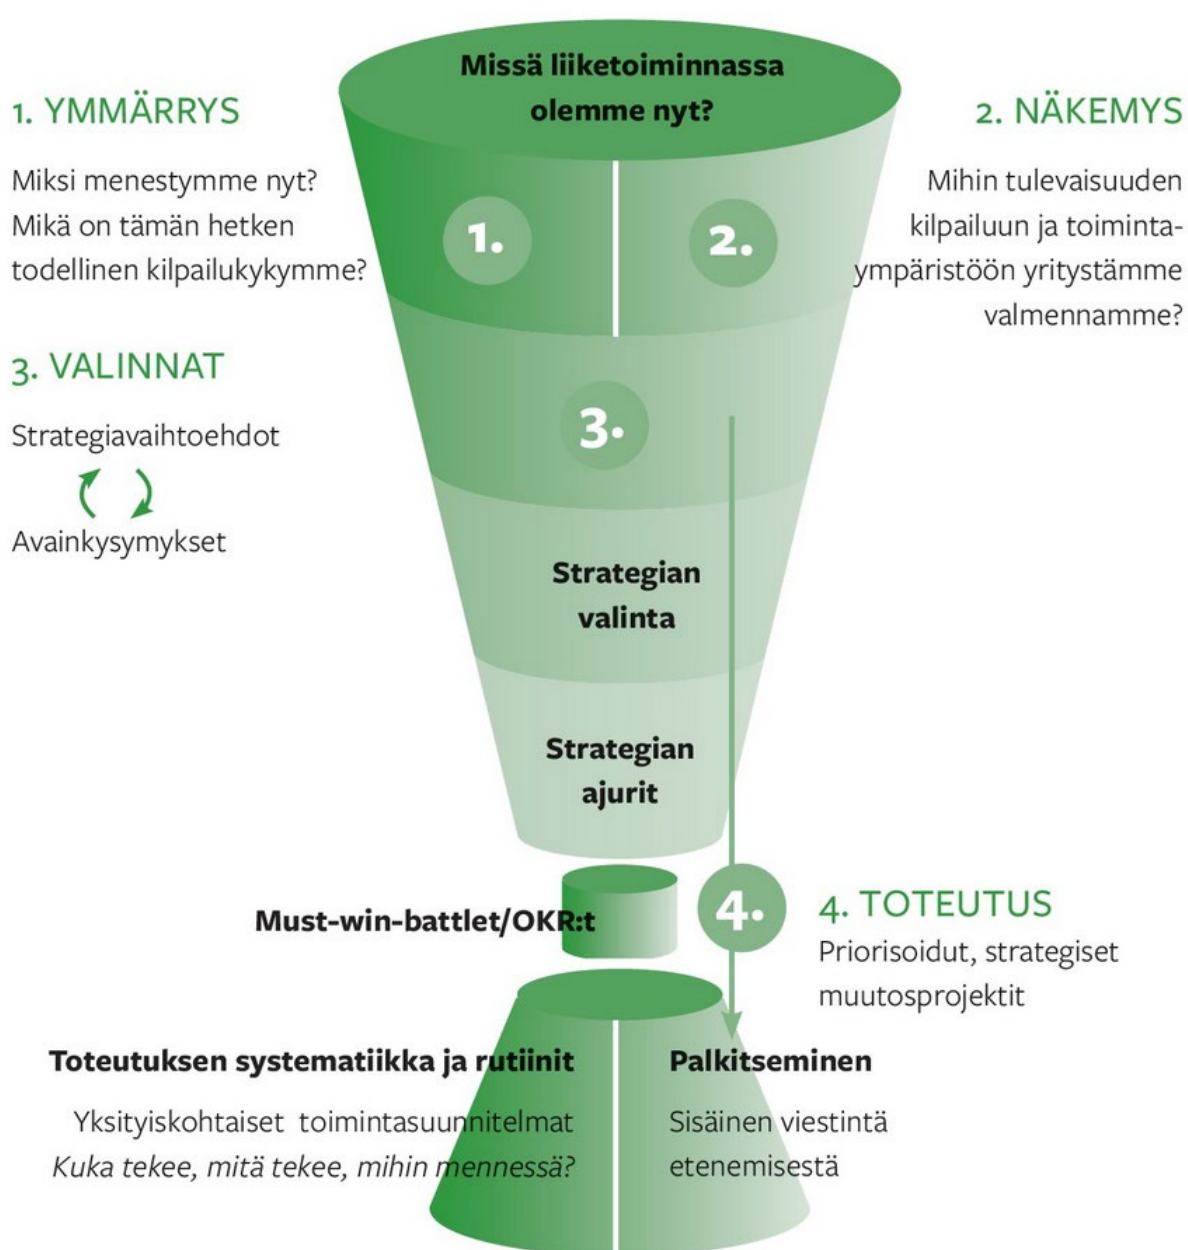 Missä liiketoiminnassa
olemme nyt?
1. YMMÄRRYS
Miksi menestymme nyt?
Mikä on tämän hetken
todellinen kilpailukykymme?
1.
2.
2. NÄKEMYS
Mihin tulevaisuuden
kilpailuun ja toiminta-
ympäristöön yritystämme
valmennamme?
3. VALINNAT
Strategiavaihtoehdot
Avainkysymykset
3.
Strategian
valinta
Strategian
ajurit
Must-win-battlet/OKR:t
4.
4. TOTEUTUS
Priorisoidut, strategiset
muutosprojektit
Toteutuksen systematiikka ja rutiinit
Yksityiskohtaiset toimintasuunnitelmat
Kuka tekee, mitä tekee, mihin mennessä?
Palkitseminen
Sisäinen viestintä
etenemisestä